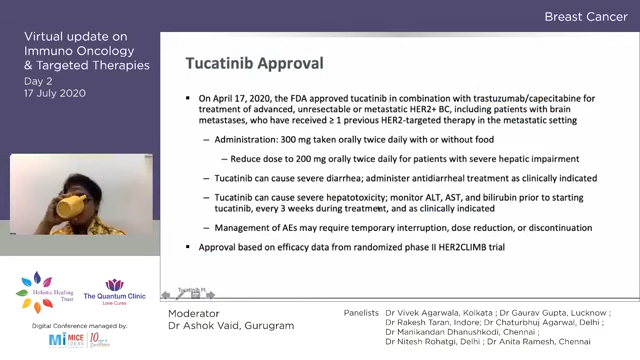 Breast Cancer
Virtual update on
Immuno Oncology
& Targeted Therapies
Day 2
17 July 2020
Tucatinib Approval
On April 17, 2020, the FDA approved tucatinib in combination with trastuzumab/capecitabine for
treatment of advanced, unresectable or metastatic HER2+ BC, including patients with brain
metastases, who have received ≥ 1 previous HER2-targeted therapy in the metastatic setting
– Administration: 300 mg taken orally twice daily with or without food
– Reduce dose to 200 mg orally twice daily for patients with severe hepatic impairment
– Tucatinib can cause severe diarrhea; administer antidiarrheal treatment as clinically indicated
– Tucatinib can cause severe hepatotoxicity; monitor ALT, AST, and bilirubin prior to starting
tucatinib, every 3 weeks during treatment, and as clinically indicated
– Management of AEs may require temporary interruption, dose reduction, or discontinuation
Approval based on efficacy data from randomized phase II HER2CLIMB trial
Tucatinib PI.
Holistic Healing
Trust
The Quantum Clinic
Love Cures
Digital Conference managed by:
Mi MICE
10
Moderator
Dr Ashok Vaid, Gurugram
Panelists
Dr Vivek Agarwala, Kolkata ; Dr Gaurav Gupta, Lucknow ;
Dr Rakesh Taran, Indore; Dr Chaturbhuj Agarwal, Delhi ;
Dr Manikandan Dhanushkodi, Chennai ;
Dr Nitesh Rohatgi, Delhi ; Dr Anita Ramesh, Chennai